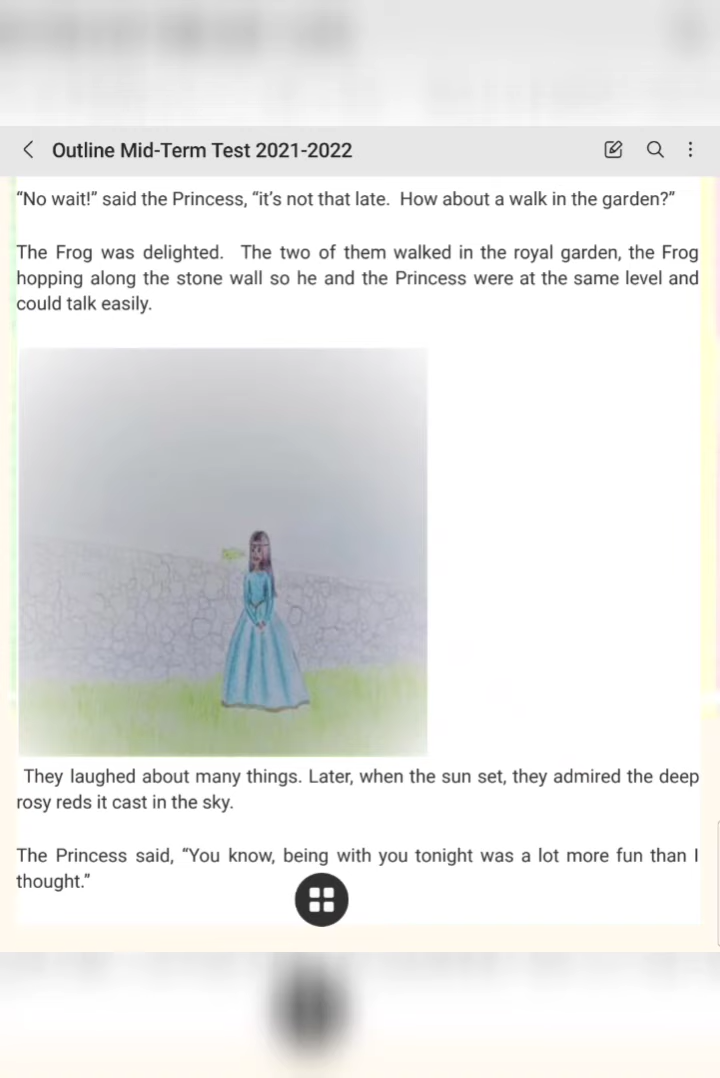 Outline Mid-Term Test 2021-2022
“No wait!” said the Princess, “it’s not that late.  How about a walk in the garden?”
The Frog was delighted.  The two of them walked in the royal garden, the Frog
hopping along the stone wall so he and the Princess were at the same level and
could talk easily.
They laughed about many things. Later, when the sun set, they admired the deep
rosy reds it cast in the sky.
The Princess said, “You know, being with you tonight was a lot more fun than I
thought.”